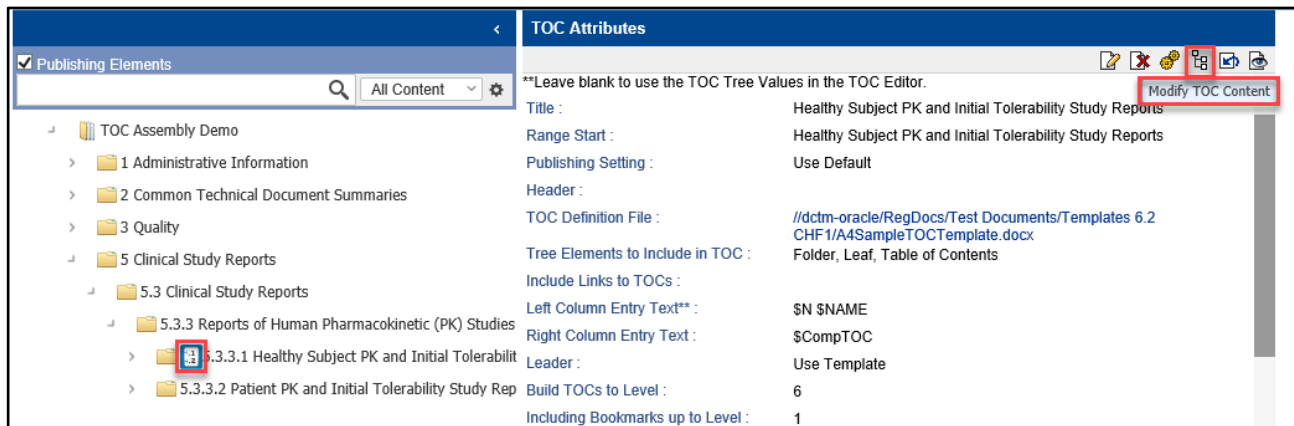 TOC Attributes
Publishing Elements
All Content
TOC Assembly Demo
1 Administrative Information
2 Common Technical Document Summaries
3 Quality
5 Clinical Study Reports
5.3 Clinical Study Reports
5.3.3 Reports of Human Pharmacokinetic (PK) Studies
5.3.3.1 Healthy Subject PK and Initial Tolerabilit
5.3.3.2 Patient PK and Initial Tolerability Study Rep
**Leave blank to use the TOC Tree Values in the TOC Editor.
Modify TOC Content
Title : Healthy Subject PK and Initial Tolerability Study Reports
Range Start : Healthy Subject PK and Initial Tolerability Study Reports
Publishing Setting : Use Default
Header :
TOC Definition File : //dctm-oracle/RegDocs/Test Documents/Templates 6.2
CHF1/A4SampleTOCTemplate.docx
Tree Elements to Include in TOC : Folder, Leaf, Table of Contents
Include Links to TOCs :
Left Column Entry Text** : $N $NAME
Right Column Entry Text : $CompTOC
Leader : Use Template
Build TOCs to Level : 6
Including Bookmarks up to Level : 1